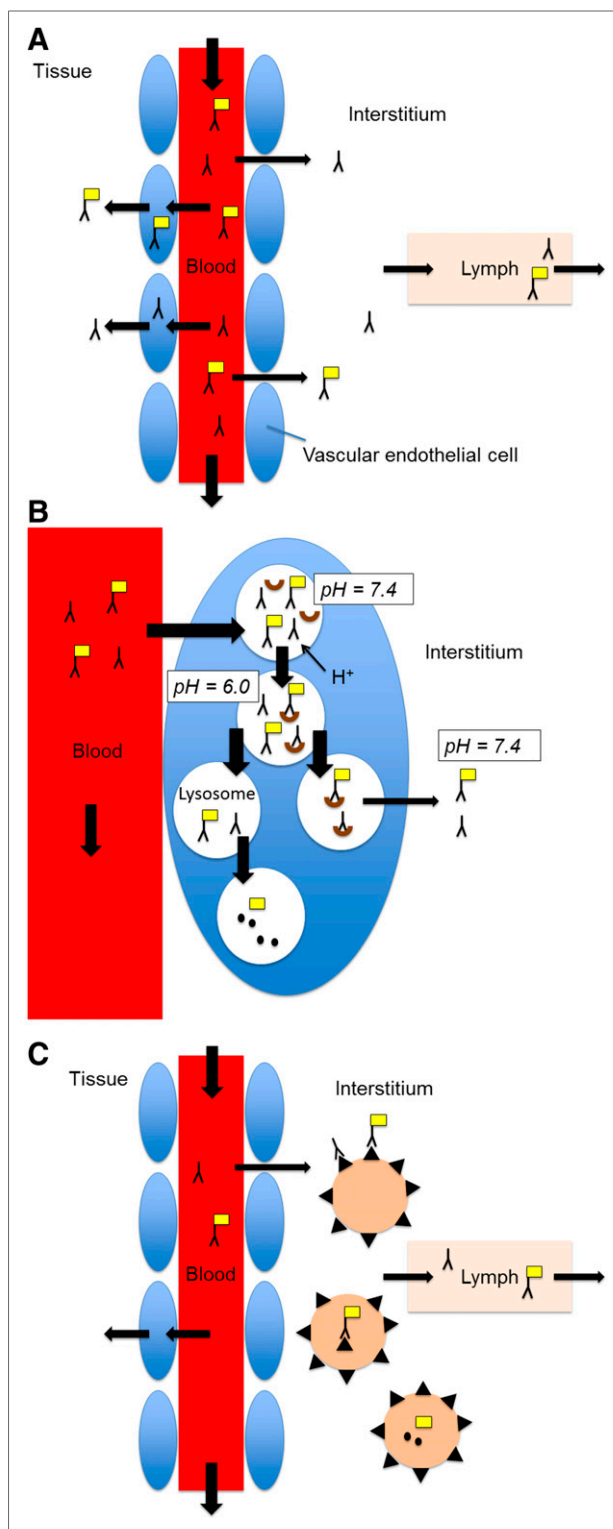 A
Tissue
Interstitium
Blood
Lymph
Vascular endothelial cell
B
pH = 7.4
Interstitium
H⁺
pH = 6.0
pH = 7.4
Blood
Lysosome
C
Tissue
Interstitium
Blood
Lymph